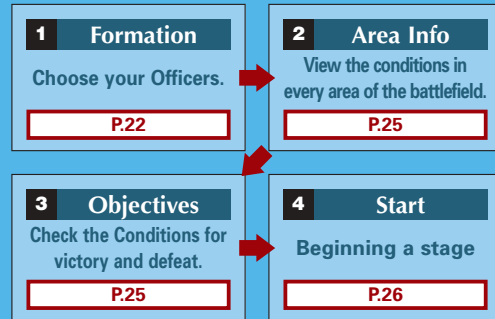 1 Formation
Choose your Officers.
P.22
2 Area Info
View the conditions in
every area of the battlefield.
P.25
3 Objectives
Check the Conditions for
victory and defeat.
P.25
4 Start
Beginning a stage
P.26